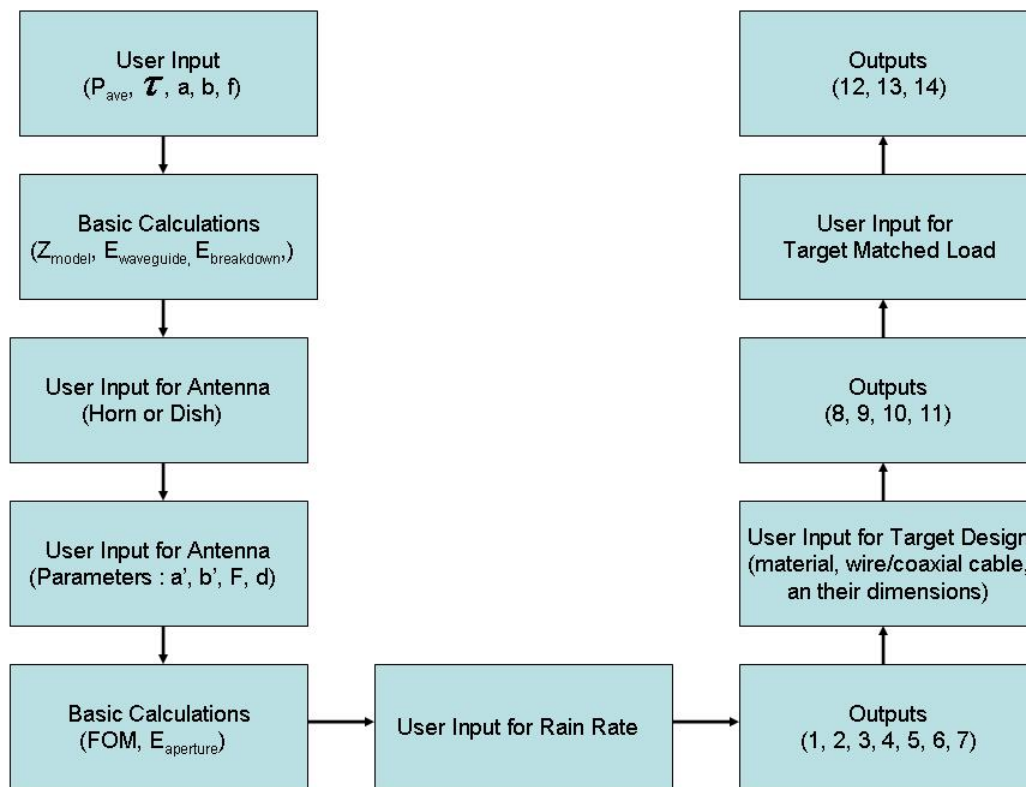 User Input
(Pave, τ, a, b, f)
Basic Calculations
(Zmodel, Ewaveguide, Ebreakdown,)
User Input for Antenna
(Horn or Dish)
User Input for Antenna
(Parameters : a’, b’, F, d)
Basic Calculations
(FOM, Eaperture)
User Input for Rain Rate
Outputs
(1, 2, 3, 4, 5, 6, 7)
User Input for Target Design
(material, wire/coaxial cable,
an their dimensions)
Outputs
(8, 9, 10, 11)
User Input for
Target Matched Load
Outputs
(12, 13, 14)